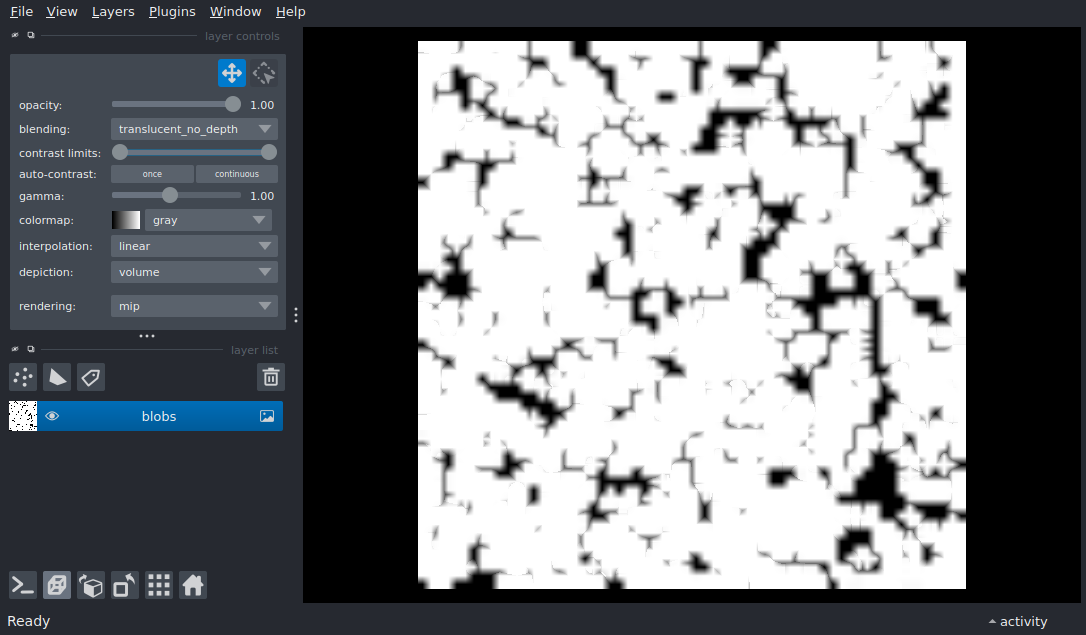 File View Layers Plugins Window Help
layer controls
opacity: 1.00
blending: translucent_no_depth
contrast limits:
auto-contrast: once continuous
gamma: 1.00
colormap: gray
interpolation: linear
depiction: volume
rendering: mip
layer list
blobs
Ready activity